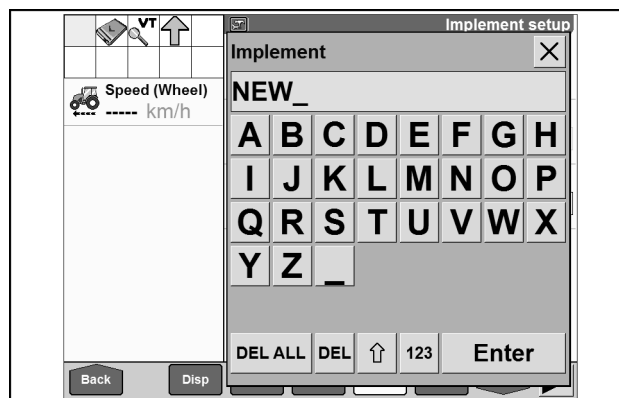 VT
Implement setup
Speed (Wheel)
----- km/h
Implement
NEW_
A B C D E F G H
I J K L M N O P
Q R S T U V W X
Y Z _
DEL ALL DEL 123 Enter
Back Disp